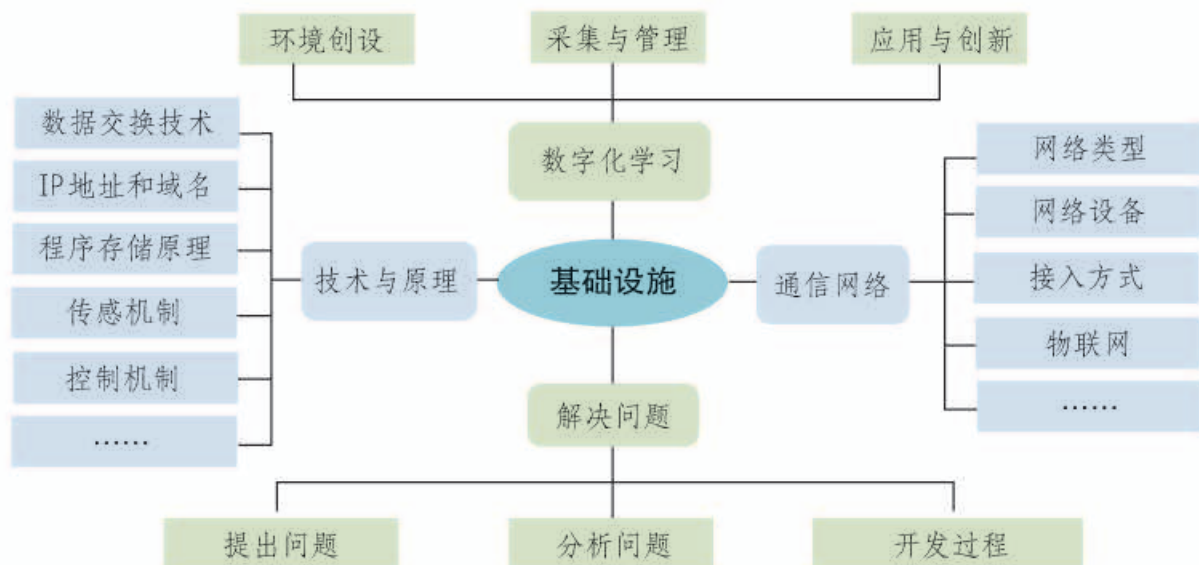 环境创设
采集与管理
应用与创新
数字化学习
数据交换技术
IP地址和域名
程序存储原理
传感机制
控制机制
……
技术与原理
基础设施
通信网络
网络类型
网络设备
接入方式
物联网
……
解决问题
提出问题
分析问题
开发过程